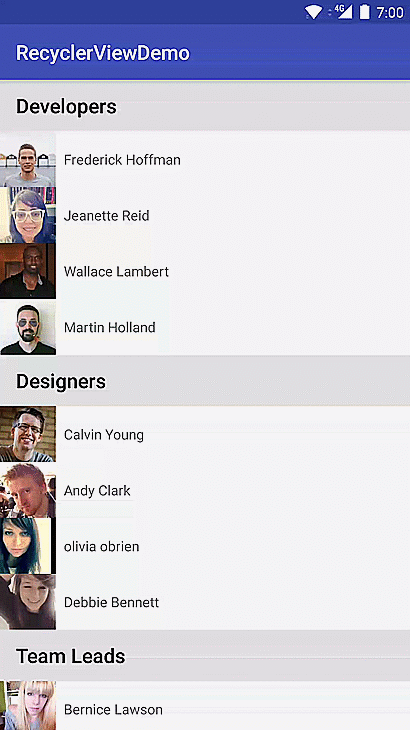 4G 7:00
RecyclerViewDemo
Developers
Frederick Hoffman
Jeanette Reid
Wallace Lambert
Martin Holland
Designers
Calvin Young
Andy Clark
olivia obrien
Debbie Bennett
Team Leads
Bernice Lawson